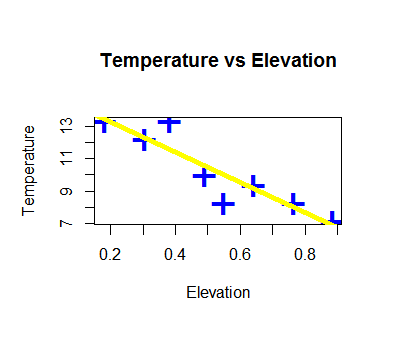 Temperature vs Elevation
Temperature
13
11
9
7
0.2 0.4 0.6 0.8
Elevation